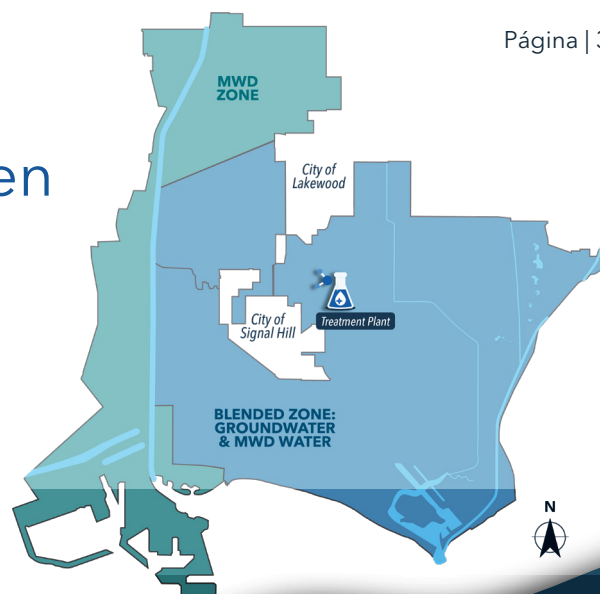 Página | 3
MWD
ZONE
en
City of
Lakewood
City of
Signal Hill
Treatment Plant
BLENDED ZONE:
GROUNDWATER
& MWD WATER
N